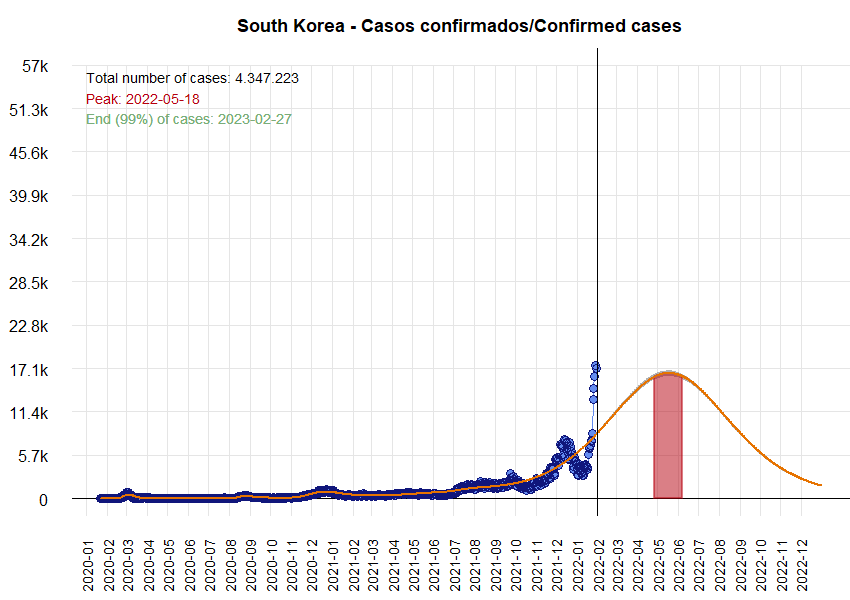 South Korea - Casos confirmados/Confirmed cases
57k
Total number of cases: 4.347.223
Peak: 2022-05-18
End (99%) of cases: 2023-02-27
51.3k
45.6k
39.9k
34.2k
28.5k
22.8k
17.1k
11.4k
5.7k
0
2020-01
2020-02
2020-03
2020-04
2020-05
2020-06
2020-07
2020-08
2020-09
2020-10
2020-11
2020-12
2021-01
2021-02
2021-03
2021-04
2021-05
2021-06
2021-07
2021-08
2021-09
2021-10
2021-11
2021-12
2022-01
2022-02
2022-03
2022-04
2022-05
2022-06
2022-08
2022-09
2022-10
2022-11
2022-12